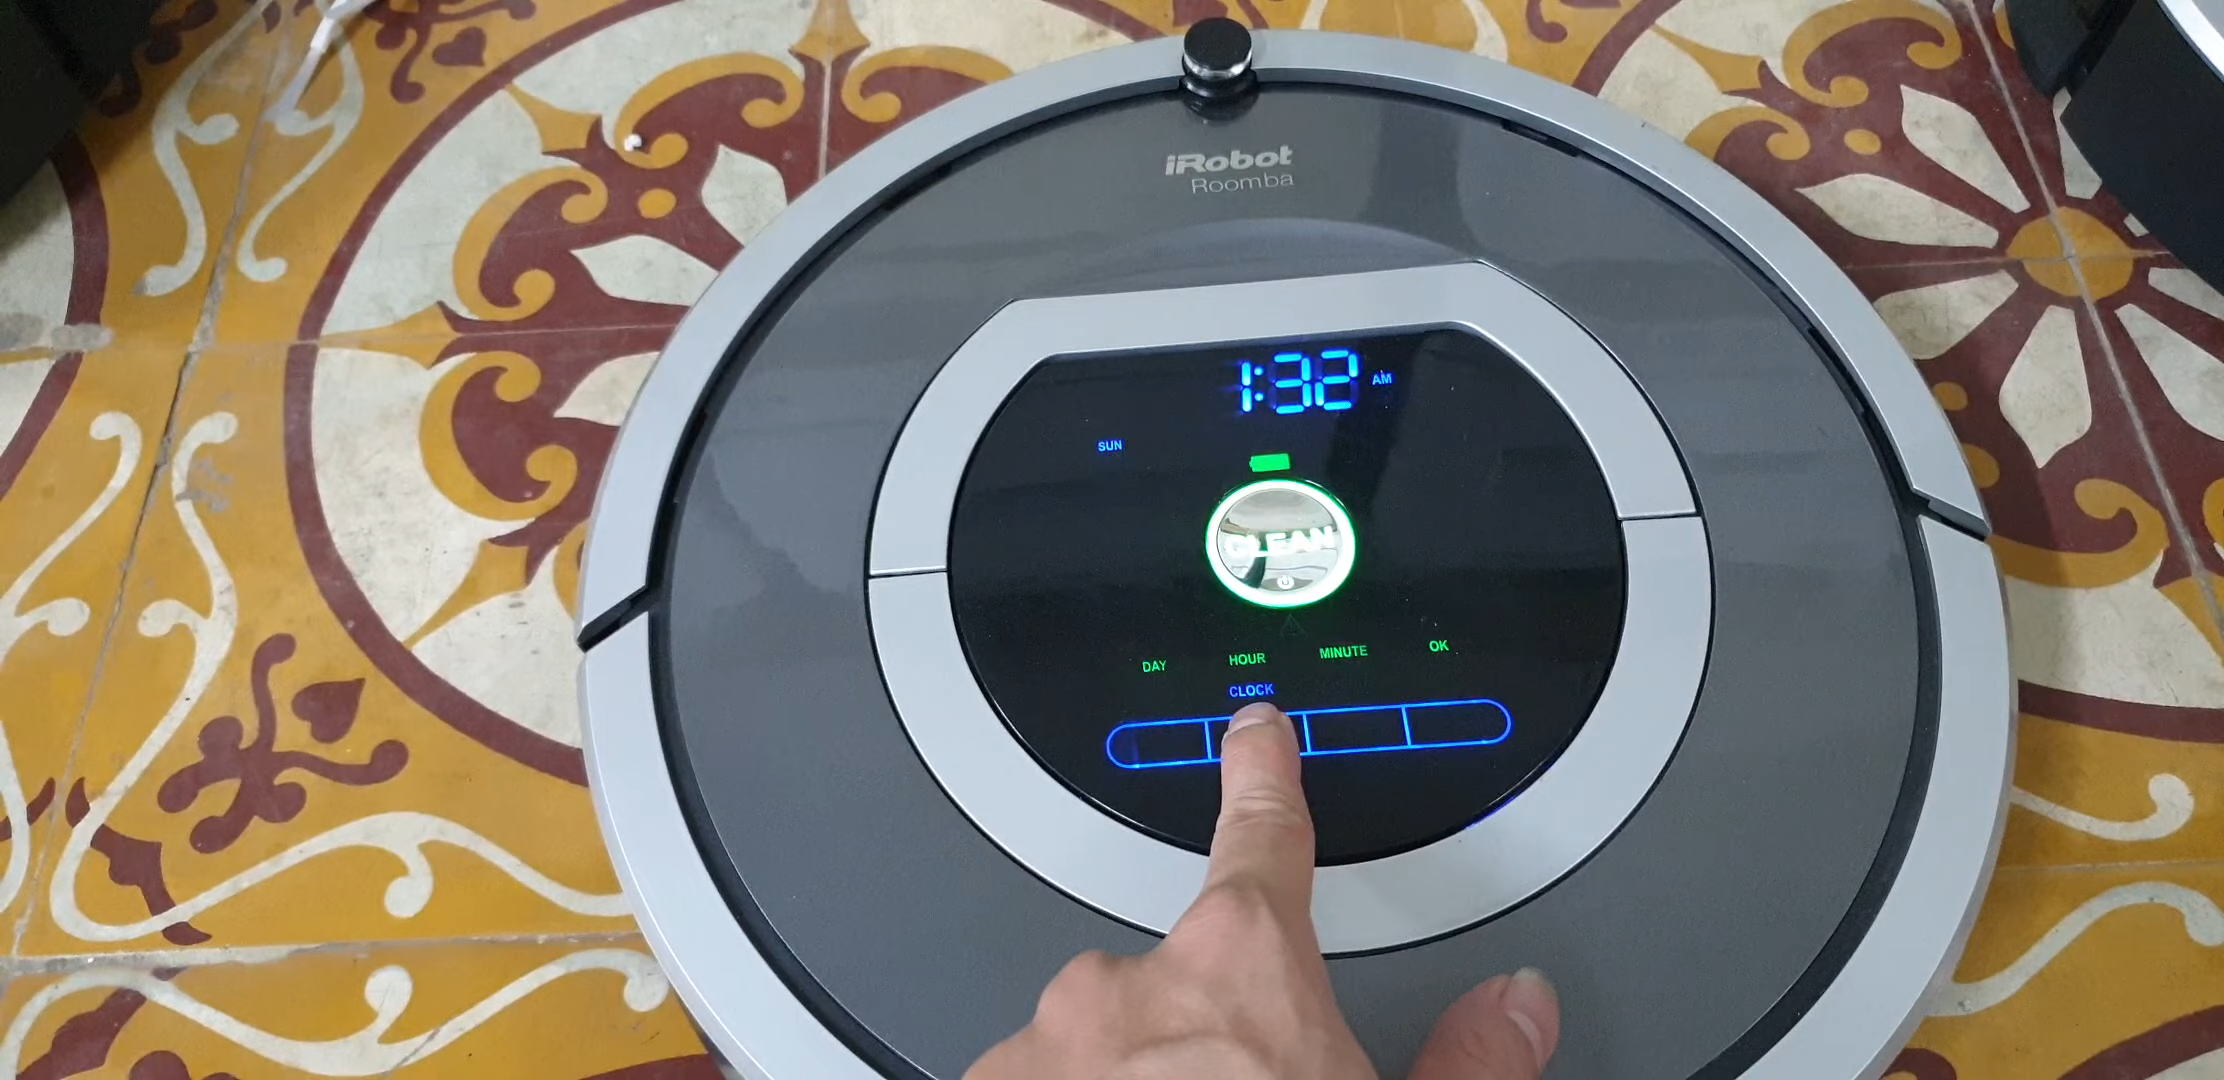 iRobot
Roomba
1:32 AM
SUN
CLEAN
DAY HOUR MINUTE OK
CLOCK